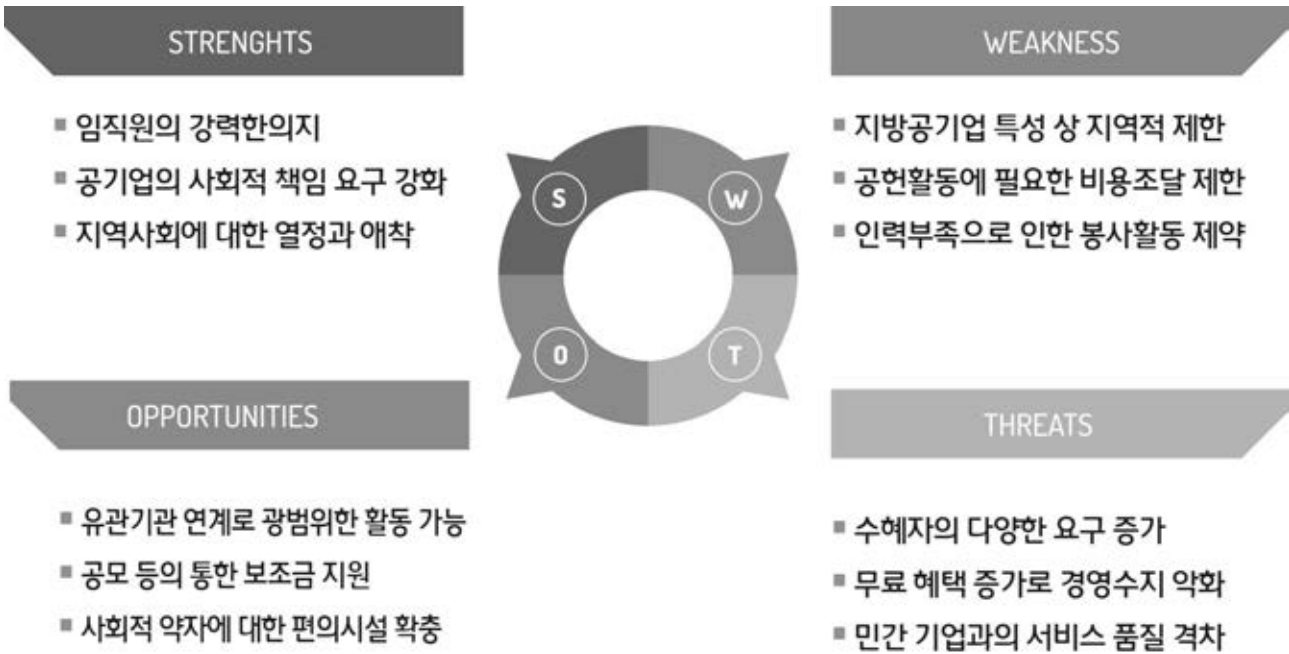 STRENGHTS
임직원의 강력한의지
공기업의 사회적 책임 요구 강화
지역사회에 대한 열정과 애착
WEAKNESS
지방공기업 특성 상 지역적 제한
공헌활동에 필요한 비용조달 제한
인력부족으로 인한 봉사활동 제약
S
W
O
T
OPPORTUNITIES
유관기관 연계로 광범위한 활동 가능
공모 등의 통한 보조금 지원
사회적 약자에 대한 편의시설 확충
THREATS
수혜자의 다양한 요구 증가
무료 혜택 증가로 경영수지 악화
민간 기업과의 서비스 품질 격차